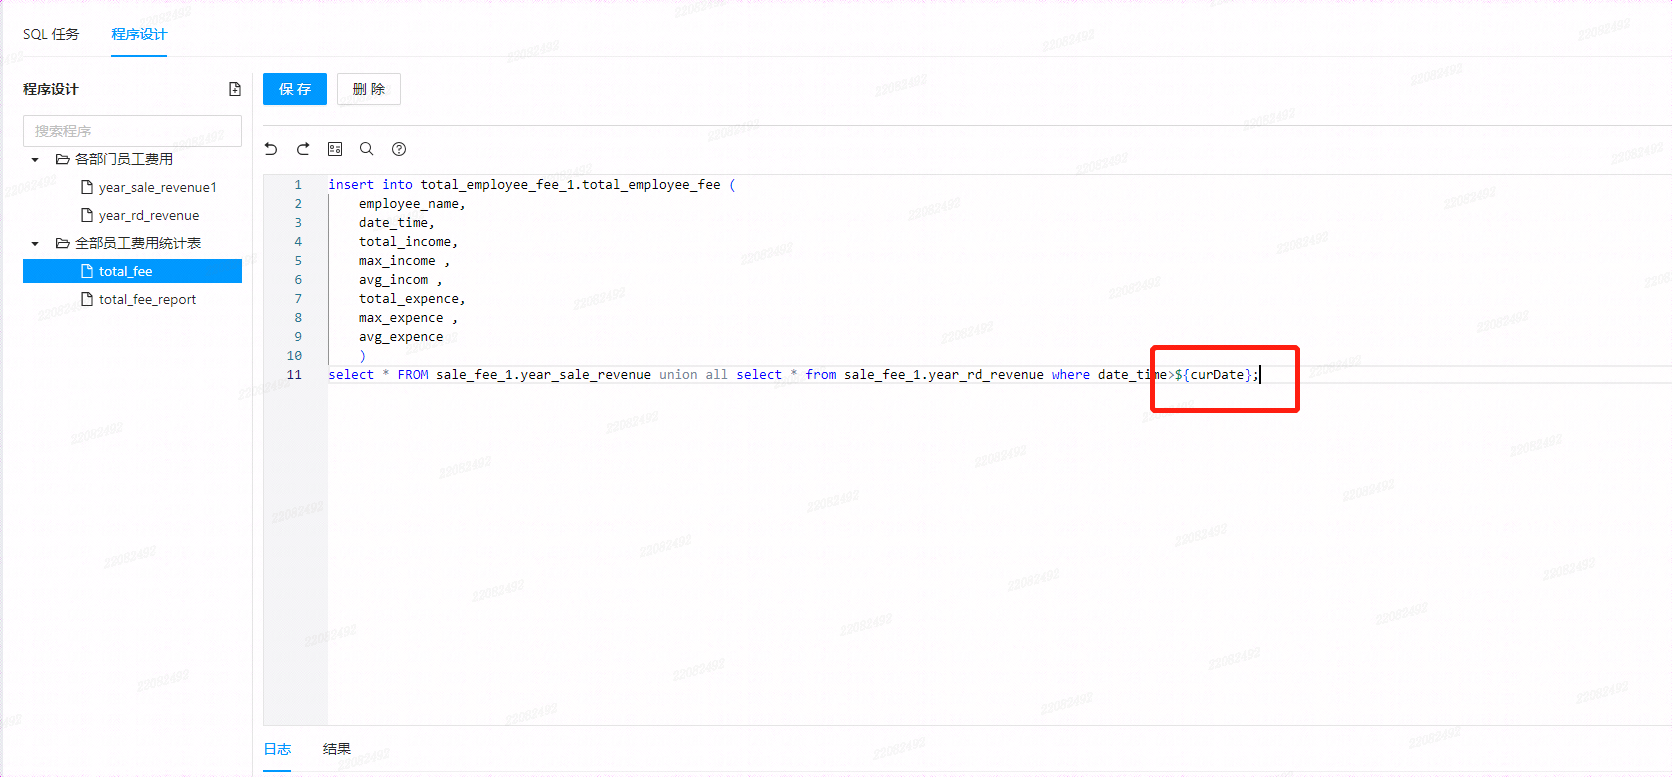 SQL 任务 程序设计
程序设计
保 存 删 除
搜索程序
各部门员工费用
year_sale_revenue1
year_rd_revenue
全部员工费用统计表
total_fee
total_fee_report
1 insert into total_employee_fee_1.total_employee_fee (
2 employee_name,
3 date_time,
4 total_income,
5 max_income ,
6 avg_incom ,
7 total_expence,
8 max_expence ,
9 avg_expence
10 )
11 select * FROM sale_fee_1.year_sale_revenue union all select * from sale_fee_1.year_rd_revenue where date_time>${curDate};
日志 结果
22082492